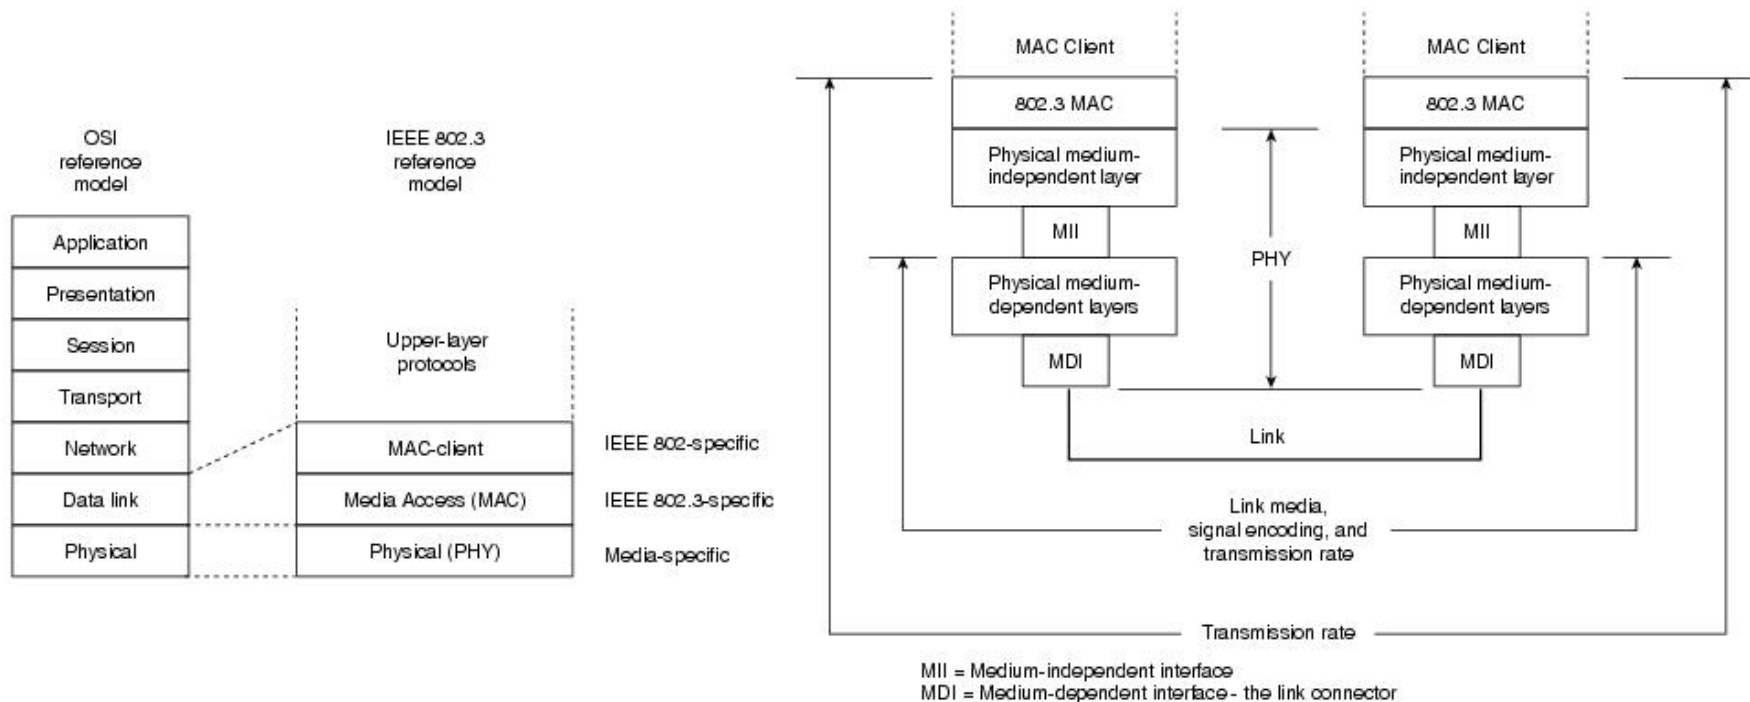 OSI
reference
model
IEEE 802.3
reference
model
Application
Presentation
Session
Transport
Network
Data link
Physical
Upper-layer
protocols
MAC-client
Media Access (MAC)
Physical (PHY)
IEEE 802-specific
IEEE 802.3-specific
Media-specific
MAC Client
802.3 MAC
Physical medium-
independent layer
MII
Physical medium-
dependent layers
MDI
PHY
MAC Client
802.3 MAC
Physical medium-
independent layer
MII
Physical medium-
dependent layers
MDI
Link
Link media,
signal encoding, and
transmission rate
Transmission rate
MII = Medium-independent interface
MDI = Medium-dependent interface - the link connector